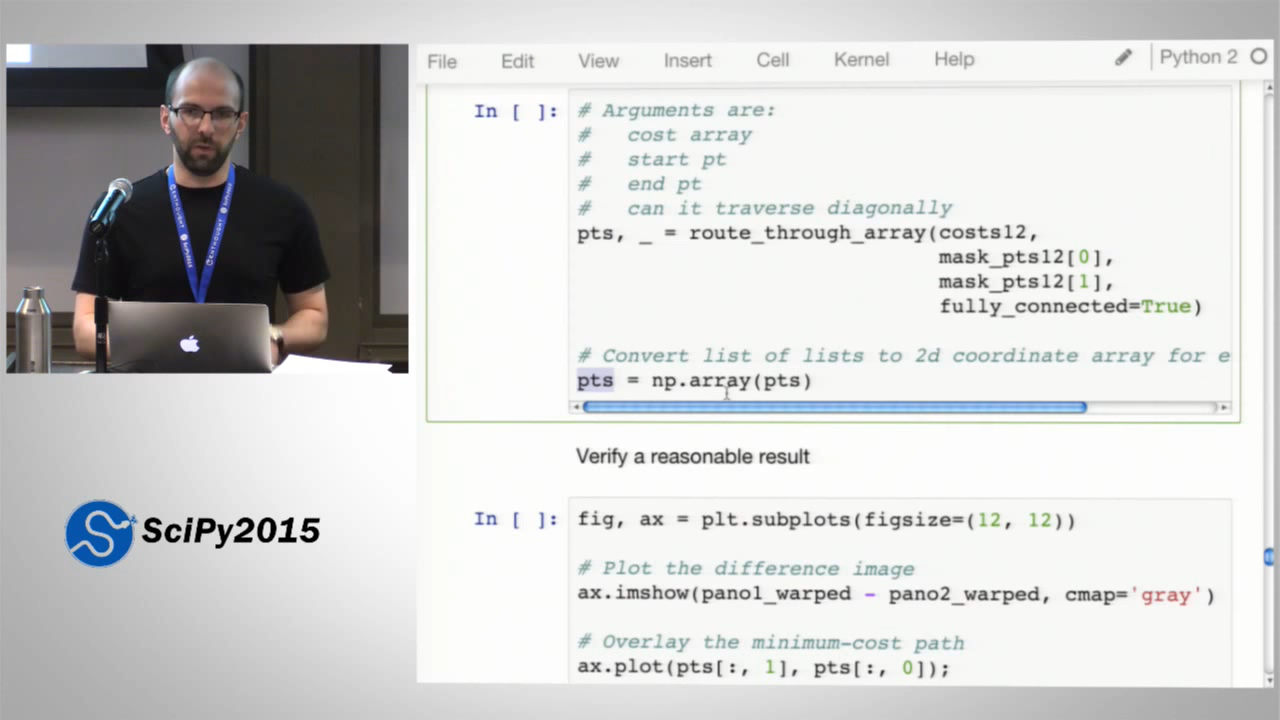 File Edit View Insert Cell Kernel Help Python 2
In [ ]: # Arguments are:
#   cost array
#   start pt
#   end pt
#   can it traverse diagonally
pts, _ = route_through_array(costs12,
mask_pts12[0],
mask_pts12[1],
fully_connected=True)
# Convert list of lists to 2d coordinate array for e
pts = np.array(pts)
Verify a reasonable result
In [ ]: fig, ax = plt.subplots(figsize=(12, 12))
# Plot the difference image
ax.imshow(pano1_warped - pano2_warped, cmap='gray')
# Overlay the minimum-cost path
ax.plot(pts[:, 1], pts[:, 0]);
ENTHOUGHT
SciPy2015